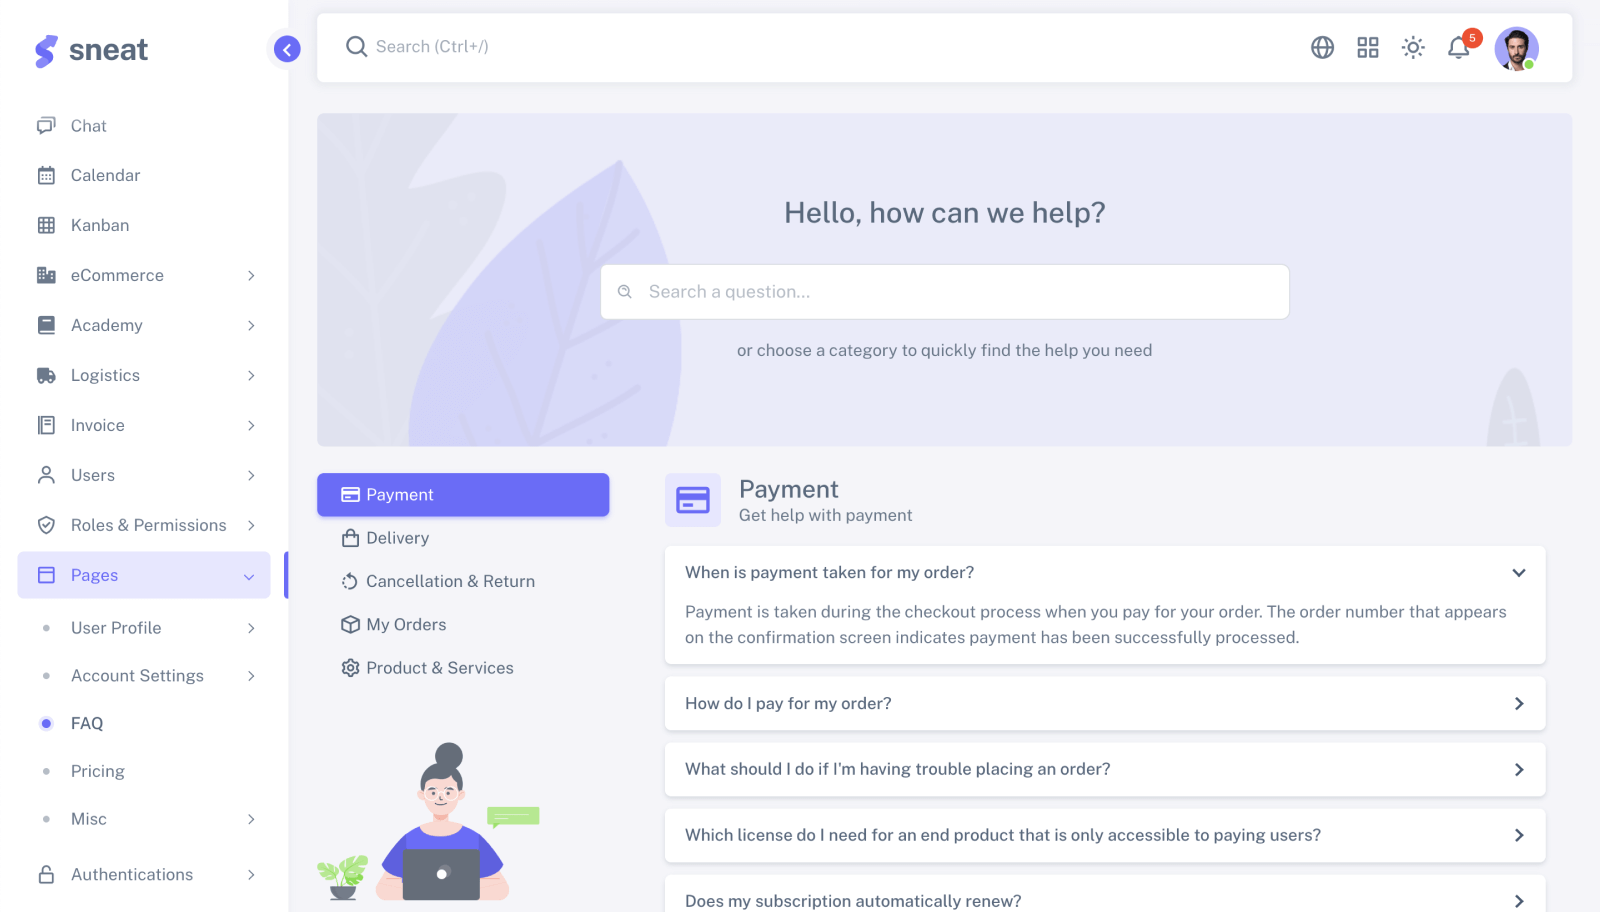 sneat
Search (Ctrl+/)
5
Chat
Calendar
Kanban
eCommerce
Academy
Logistics
Invoice
Users
Roles & Permissions
Pages
User Profile
Account Settings
FAQ
Pricing
Misc
Authentications
Hello, how can we help?
Search a question...
or choose a category to quickly find the help you need
Payment
Delivery
Cancellation & Return
My Orders
Product & Services
Payment
Get help with payment
When is payment taken for my order?
Payment is taken during the checkout process when you pay for your order. The order number that appears
on the confirmation screen indicates payment has been successfully processed.
How do I pay for my order?
What should I do if I'm having trouble placing an order?
Which license do I need for an end product that is only accessible to paying users?
Does my subscription automatically renew?